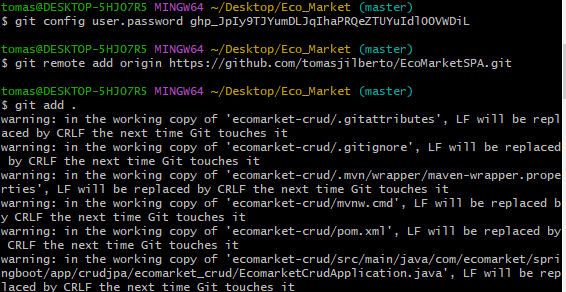 tomas@DESKTOP-5HJO7R5 MINGW64 ~/Desktop/Eco_Market (master)
$ git config user.password
tomas@DESKTOP-5HJO7R5 MINGW64 ~/Desktop/Eco_Market (master)
$ git remote add origin https://github.com/tomasjilberto/EcoMarketSPA.git
tomas@DESKTOP-5HJO7R5 MINGW64 ~/Desktop/Eco_Market (master)
$ git add .
warning: in the working copy of 'ecomarket-crud/.gitattributes', LF will be repl
aced by CRLF the next time Git touches it
warning: in the working copy of 'ecomarket-crud/.gitignore', LF will be replaced
 by CRLF the next time Git touches it
warning: in the working copy of 'ecomarket-crud/.mvn/wrapper/maven-wrapper.prope
rties', LF will be replaced by CRLF the next time Git touches it
warning: in the working copy of 'ecomarket-crud/mvnw.cmd', LF will be replaced b
y CRLF the next time Git touches it
warning: in the working copy of 'ecomarket-crud/pom.xml', LF will be replaced by
 CRLF the next time Git touches it
warning: in the working copy of 'ecomarket-crud/src/main/java/com/ecomarket/spri
ngboot/app/crudjpa/ecomarket_crud/EcomarketCrudApplication.java', LF will be rep
laced by CRLF the next time Git touches it